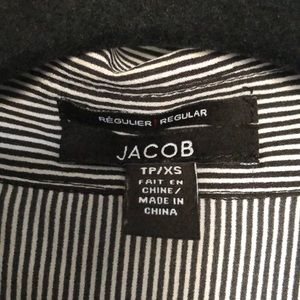 RÉGULIER | REGULAR
JACOB
TP/XS
FAIT EN
CHINE/
MADE IN
CHINA